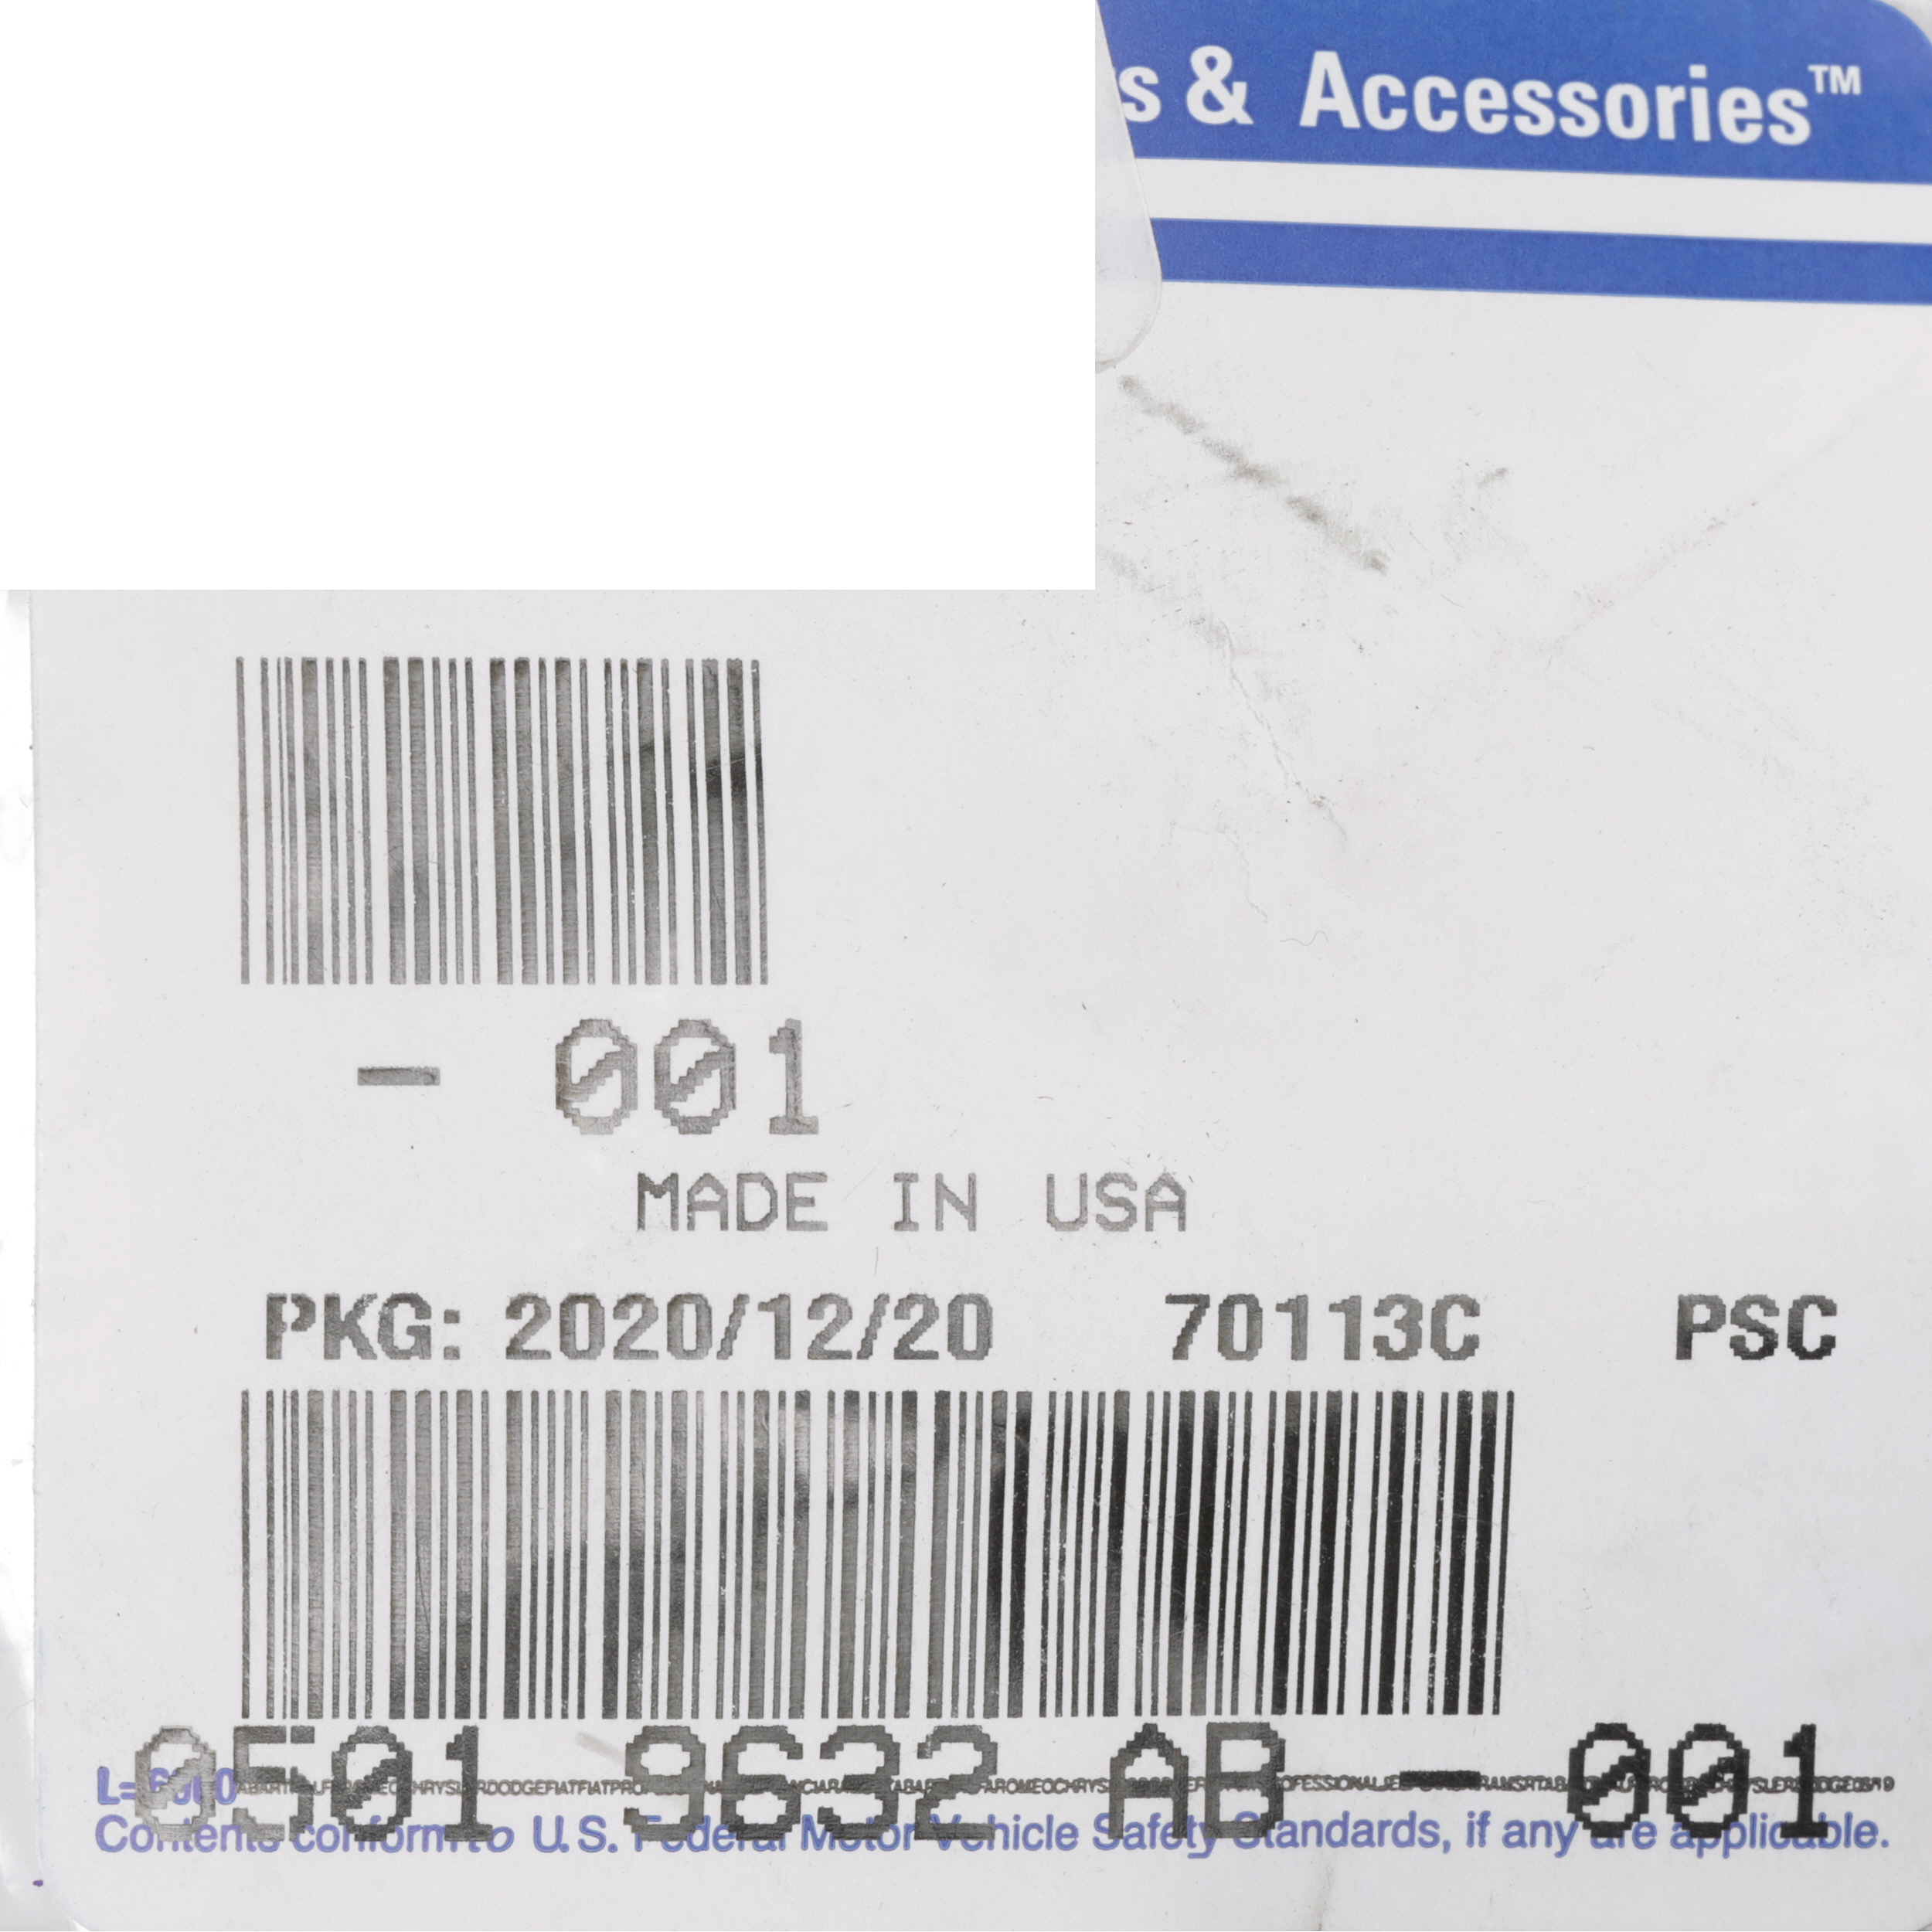 & Accessories™
- 001
MADE IN USA
PKG: 2020/12/20 70113C PSC
0501 9632 AB - 001
Contents conform to U.S. Federal Motor Vehicle Safety Standards, if any are applicable.